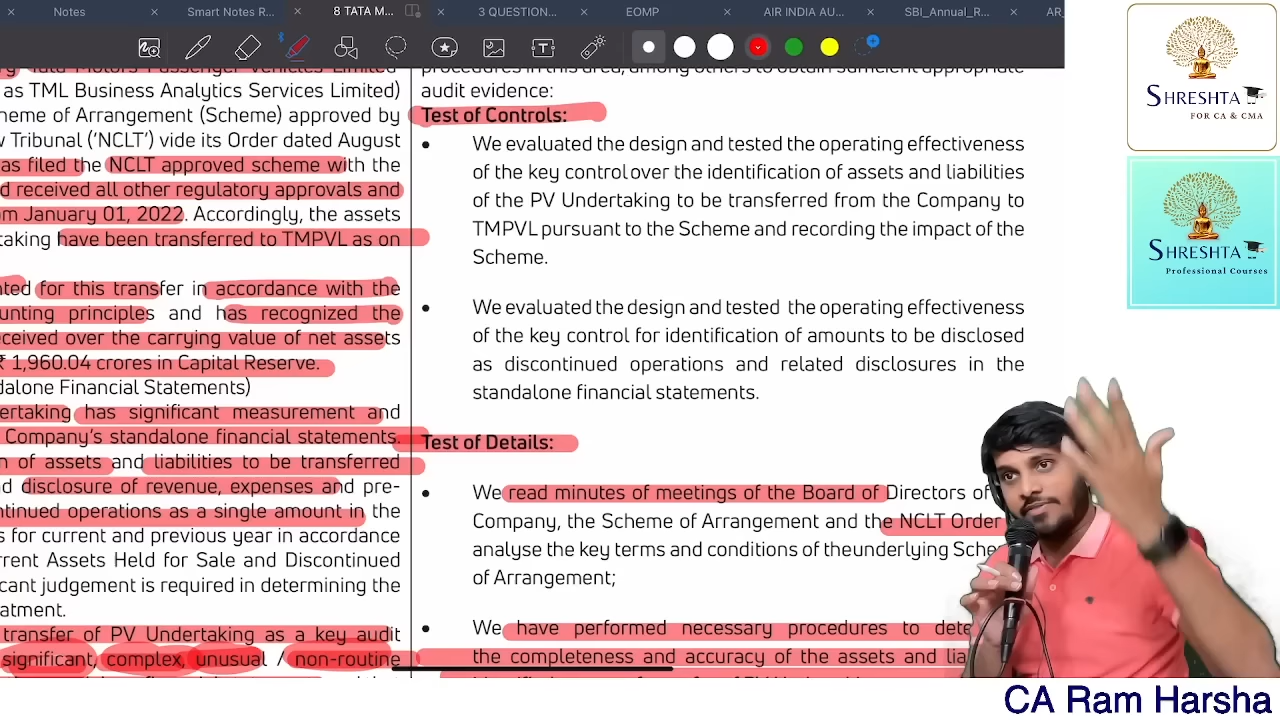 Notes
Smart Notes R...
8 TATA M...
3 QUESTION...
EOMP
AIR INDIA AU...
SBI_Annual_R...
as TML Business Analytics Services Limited)
heme of Arrangement (Scheme) approved by
Tribunal ('NCLT') vide its Order dated August
as filed the NCLT approved scheme with the
received all other regulatory approvals and
January 01, 2022. Accordingly, the assets
have been transferred to TMPVL as on
for this transfer in accordance with the
unting principles and has recognized the
eceived over the carrying value of net assets
₹ 1,960.04 crores in Capital Reserve.
dalone Financial Statements)
ertaking has significant measurement and
Company's standalone financial statements.
of assets and liabilities to be transferred
disclosure of revenue, expenses and pre-
ntinued operations as a single amount in the
s for current and previous year in accordance
rrent Assets Held for Sale and Discontinued
icant judgement is required in determining the
atment.
transfer of PV Undertaking as a key audit
significant, complex, unusual / non-routine
procedures in this area, among others to obtain sufficient appropriate
audit evidence:
Test of Controls:
• We evaluated the design and tested the operating effectiveness
of the key control over the identification of assets and liabilities
of the PV Undertaking to be transferred from the Company to
TMPVL pursuant to the Scheme and recording the impact of the
Scheme.
• We evaluated the design and tested the operating effectiveness
of the key control for identification of amounts to be disclosed
as discontinued operations and related disclosures in the
standalone financial statements.
Test of Details:
• We read minutes of meetings of the Board of Directors of
Company, the Scheme of Arrangement and the NCLT Order
analyse the key terms and conditions of theunderlying Sche
of Arrangement;
• We have performed necessary procedures to dete
the completeness and accuracy of the assets and lia
SHRESHTA
FOR CA & CMA
SHRESHTA
Professional Courses
CA Ram Harsha